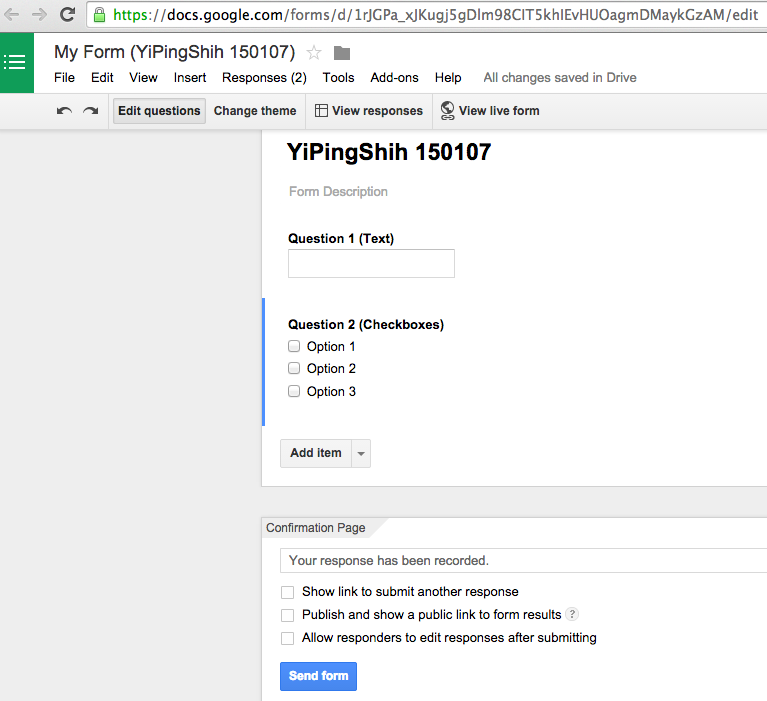 https://docs.google.com/forms/d/1rJGPa_xJKugj5gDlm98CIT5khlEvHUOagmDMaykGzAM/edit
My Form (YiPingShih 150107)
File Edit View Insert Responses (2) Tools Add-ons Help All changes saved in Drive
Edit questions Change theme View responses View live form
YiPingShih 150107
Form Description
Question 1 (Text)
Question 2 (Checkboxes)
Option 1
Option 2
Option 3
Add item
Confirmation Page
Your response has been recorded.
Show link to submit another response
Publish and show a public link to form results ?
Allow responders to edit responses after submitting
Send form